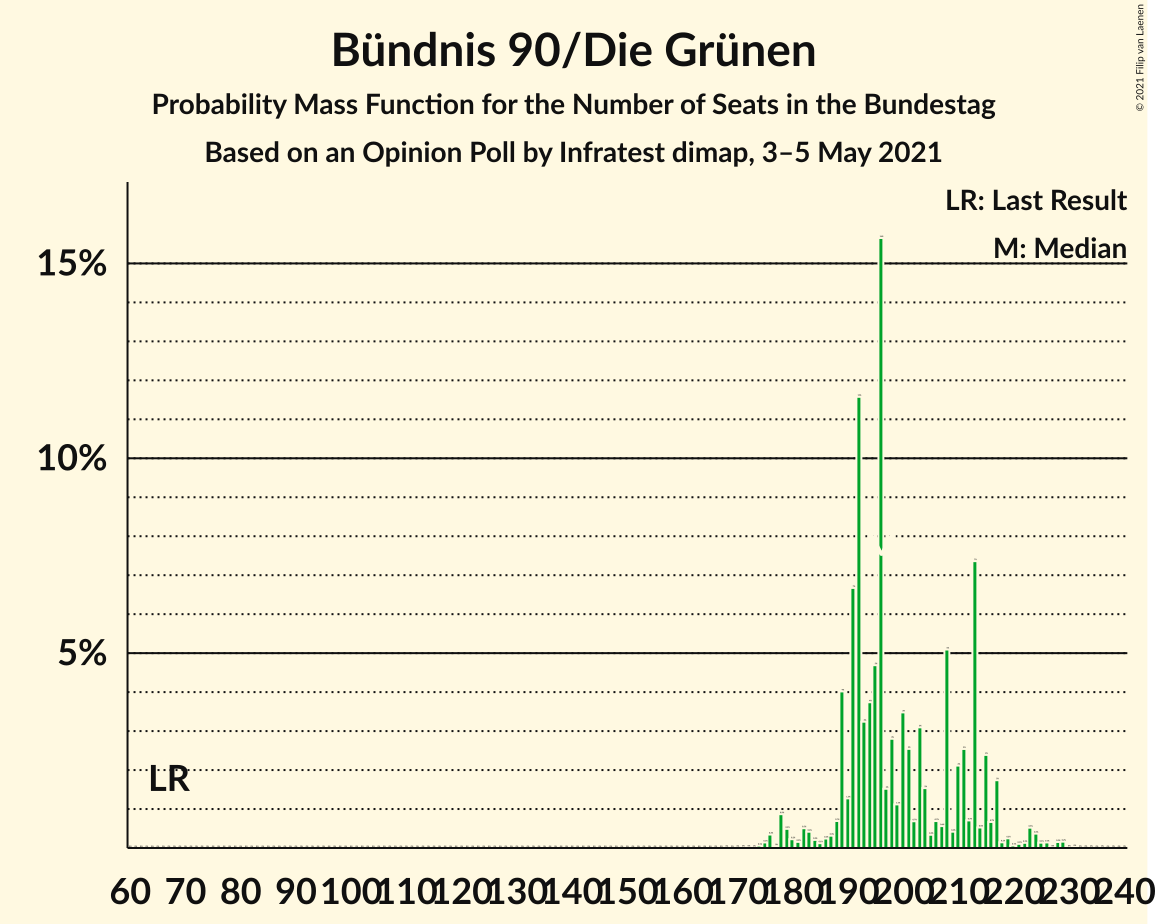 Bündnis 90/Die Grünen
Probability Mass Function for the Number of Seats in the Bundestag
Based on an Opinion Poll by Infratest dimap, 3–5 May 2021
© 2021 Filip van Laenen
LR: Last Result
M: Median
15%
10%
5%
LR
60 70 80 90 100 110 120 130 140 150 160 170 180 190 200 210 220 230 240